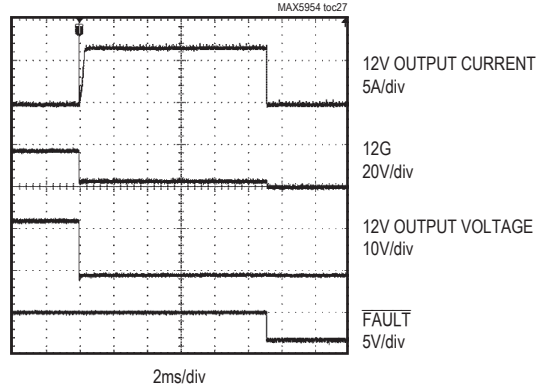 MAX5954 toc27
T
12V OUTPUT CURRENT
5A/div
12G
20V/div
12V OUTPUT VOLTAGE
10V/div
FAULT
5V/div
2ms/div